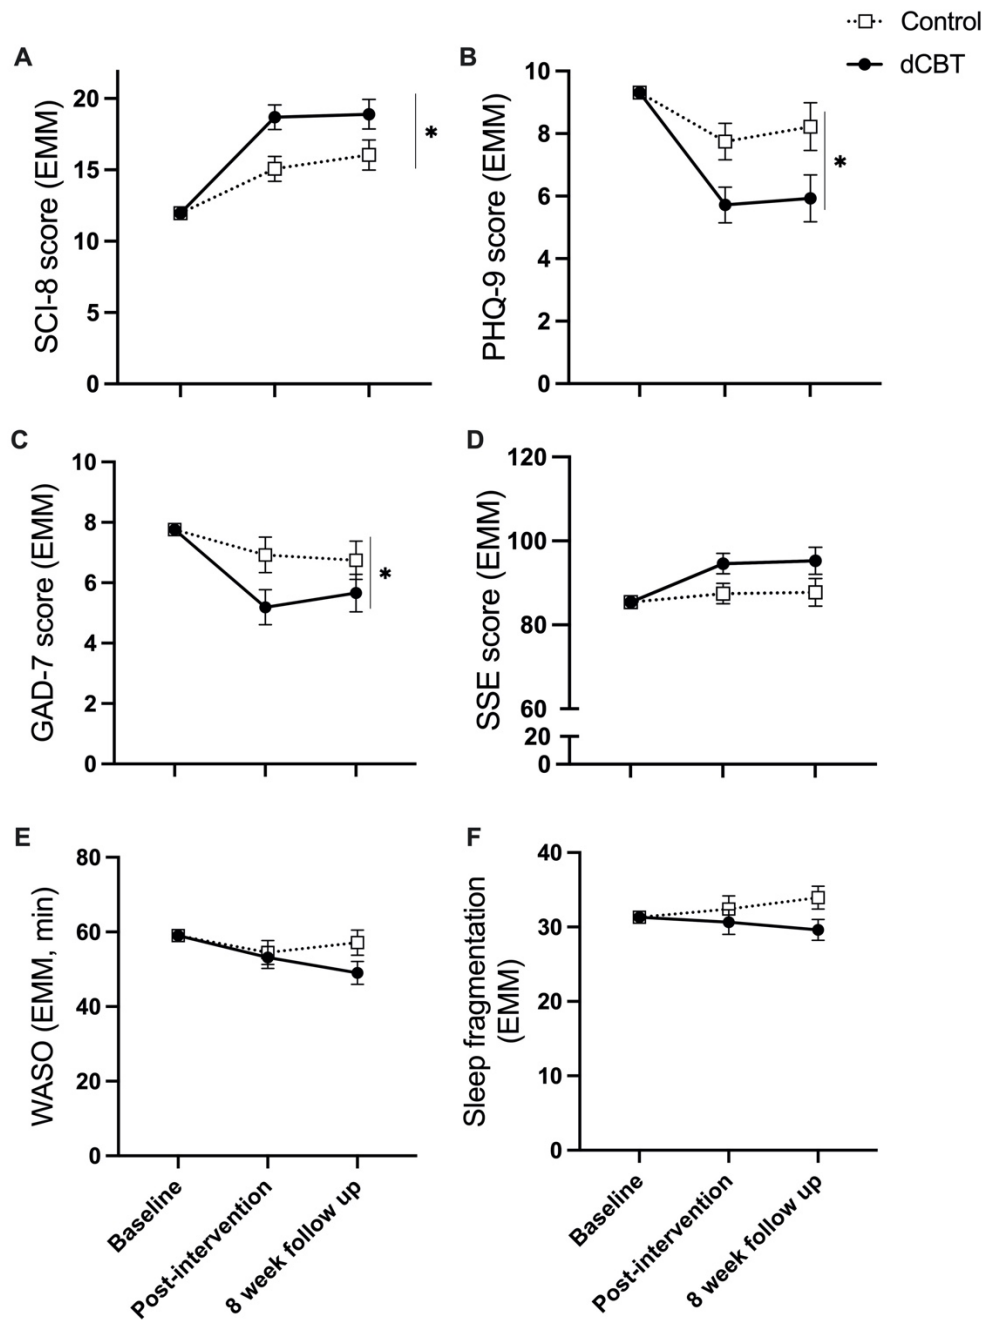 Control
dCBT
A
SCI-8 score (EMM)
20
15
10
5
0
*
B
PHQ-9 score (EMM)
10
8
6
4
2
0
*
C
GAD-7 score (EMM)
10
8
6
4
2
0
*
D
SSE score (EMM)
120
100
80
60
20
0
E
WASO (EMM, min)
80
60
40
20
0
Baseline
Post-intervention
8 week follow up
F
Sleep fragmentation
(EMM)
40
30
20
10
0
Baseline
Post-intervention
8 week follow up